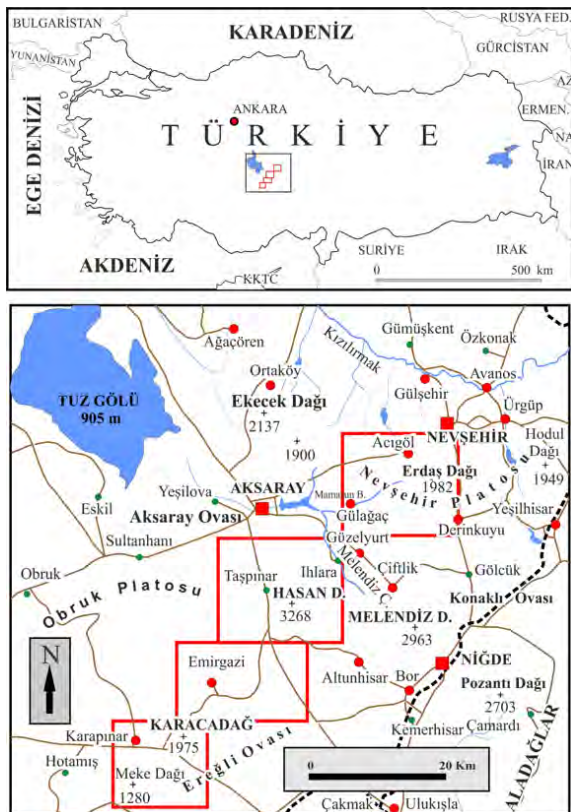 BULGARİSTAN
KARADENİZ
RUSYA FED.
YUNANİSTAN
GÜRCİSTAN
ANKARA
ERMEN.
TÜRKİYE
İRAN
EGE DENİZİ
SURİYE
IRAK
AKDENİZ
KKTC
0 500 km
Ağaçören
Kızılırmak
Gümüşkent
Özkonak
Ortaköy
Avanos
TUZ GÖLÜ
905 m
Ekecek Dağı
2137
Gülşehir
Ürgüp
1900
Acıgöl
NEVŞEHİR
Hodul
Dağı
1949
Erdaş Dağı
1982
Nevşehir Platosu
Yeşilova
AKSARAY
Mamasun B.
Gülağaç
Yeşilhisar
Eskil
Aksaray Ovası
Derinkuyu
Sultanhanı
Güzelyurt
Melendiz Ç.
Obruk
Obruk Platosu
Taşpınar
Ihlara
Çiftlik
Gölcük
HASAN D.
3268
MELENDİZ D.
2963
Konaklı Ovası
N
Emirgazi
Altunhisar
NİĞDE
Bor
Pozantı Dağı
2703
KARACADAĞ
1975
Karapınar
Kemerhisar
Çamardı
ALADAĞLAR
Ereğli Ovası
Hotamış
Meke Dağı
1280
0 20 Km
Çakmak
Ulukışla